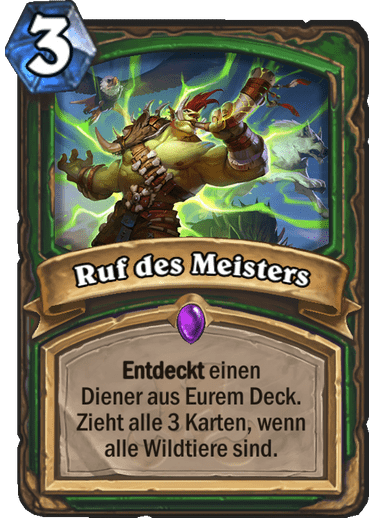 3
Ruf des Meisters
Entdeckt einen
Diener aus Eurem Deck.
Zieht alle 3 Karten, wenn
alle Wildtiere sind.